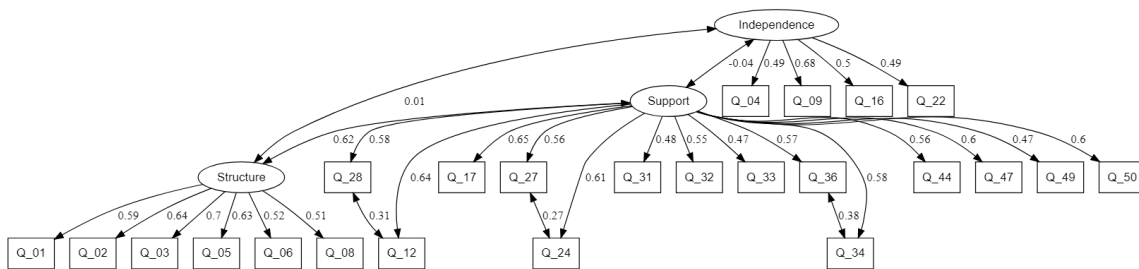 Independence
-0.04 0.49 0.68 0.5 0.49
Support Q_04 Q_09 Q_16 Q_22
0.01
0.62 0.58 0.65 0.56 0.48 0.55 0.47 0.57 0.56 0.6 0.47 0.6
Structure Q_28 0.64 Q_17 Q_27 0.61 Q_31 Q_32 Q_33 Q_36 0.58 Q_44 Q_47 Q_49 Q_50
0.59 0.64 0.7 0.63 0.52 0.51 0.31 0.27 0.38
Q_01 Q_02 Q_03 Q_05 Q_06 Q_08 Q_12 Q_24 Q_34